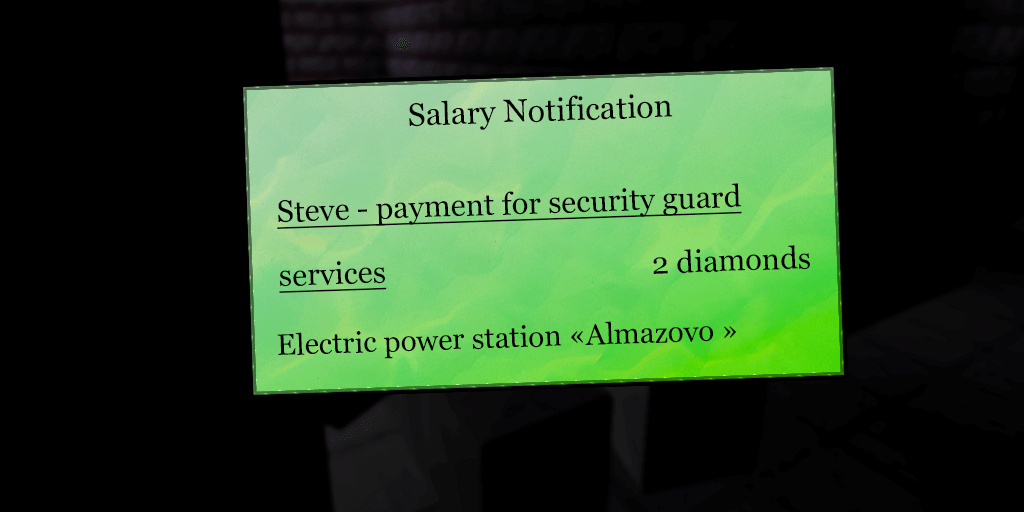 Salary Notification
Steve - payment for security guard
services 2 diamonds
Electric power station «Almazovo »